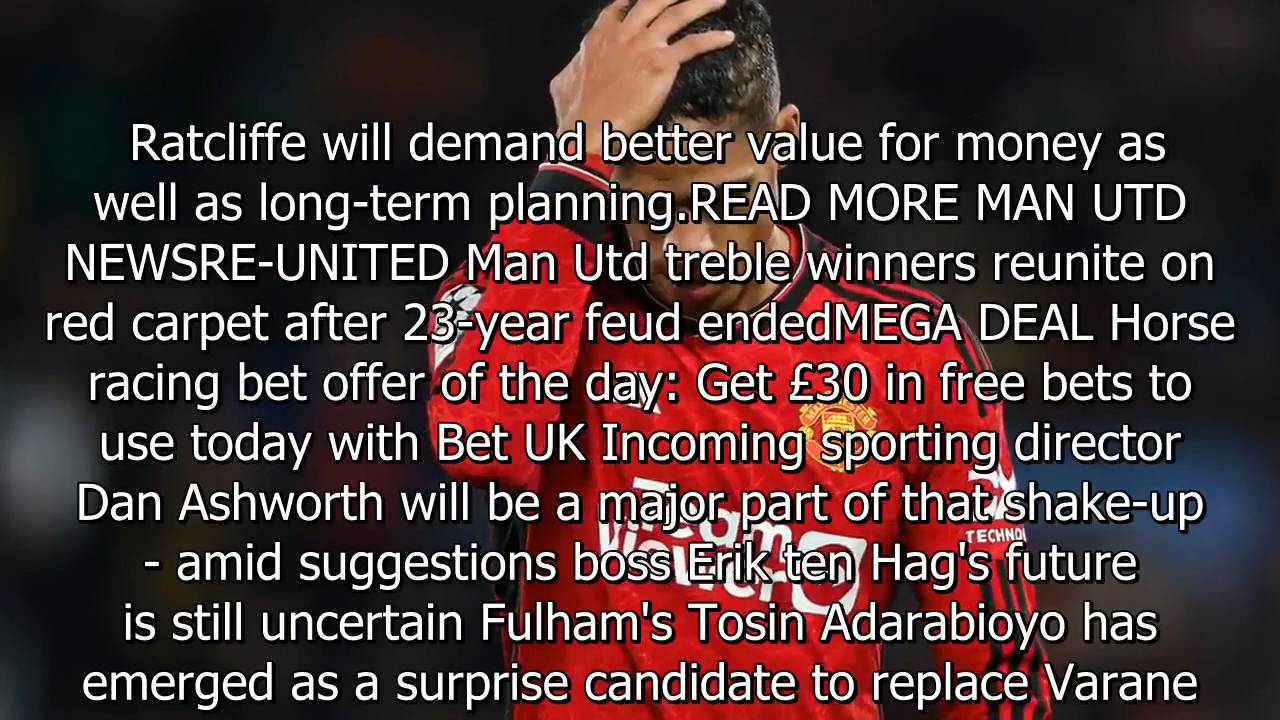 Ratcliffe will demand better value for money as
well as long-term planning.READ MORE MAN UTD
NEWSRE-UNITED Man Utd treble winners reunite on
red carpet after 23-year feud endedMEGA DEAL Horse
racing bet offer of the day: Get £30 in free bets to
use today with Bet UK Incoming sporting director
Dan Ashworth will be a major part of that shake-up
- amid suggestions boss Erik ten Hag's future
is still uncertain Fulham's Tosin Adarabioyo has
emerged as a surprise candidate to replace Varane